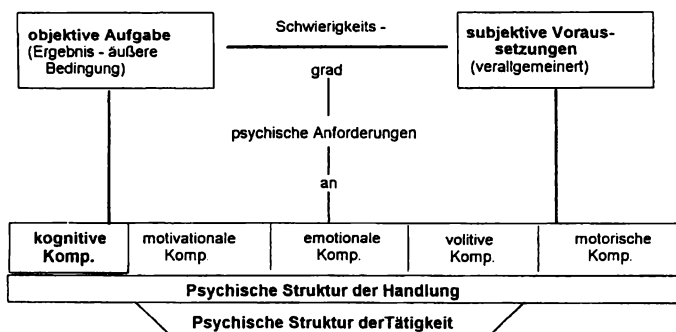 objektive Aufgabe
(Ergebnis - äußere
Bedingung)
Schwierigkeits -
grad
subjektive Voraus-
setzungen
(verallgemeinert)
psychische Anforderungen
an
kognitive
Komp.
motivationale
Komp.
emotionale
Komp.
volitive
Komp.
motorische
Komp.
Psychische Struktur der Handlung
Psychische Struktur derTätigkeit